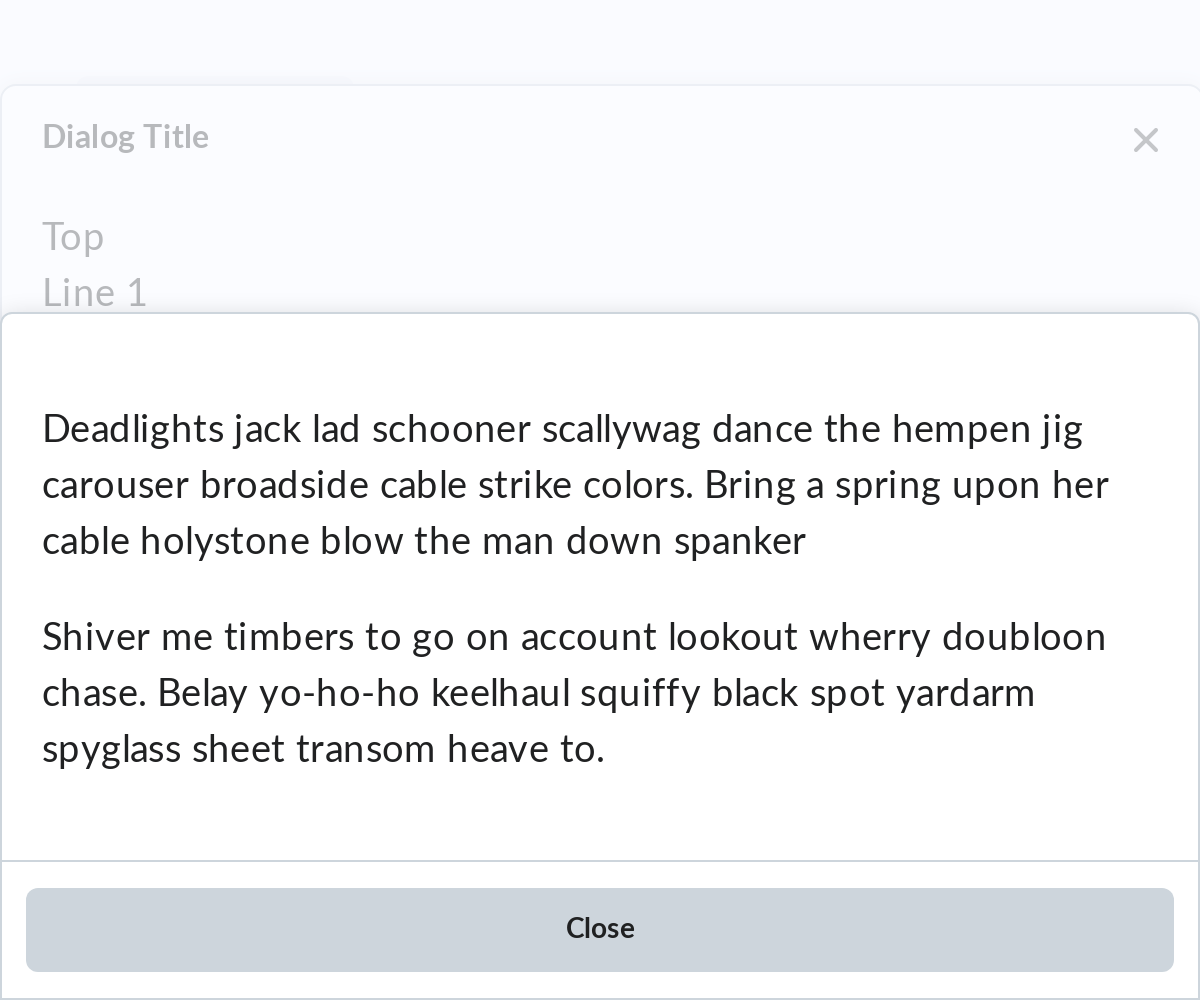 Dialog Title
Top
Line 1
Deadlights jack lad schooner scallywag dance the hempen jig
carouser broadside cable strike colors. Bring a spring upon her
cable holystone blow the man down spanker
Shiver me timbers to go on account lookout wherry doubloon
chase. Belay yo-ho-ho keelhaul squiffy black spot yardarm
spyglass sheet transom heave to.
Close